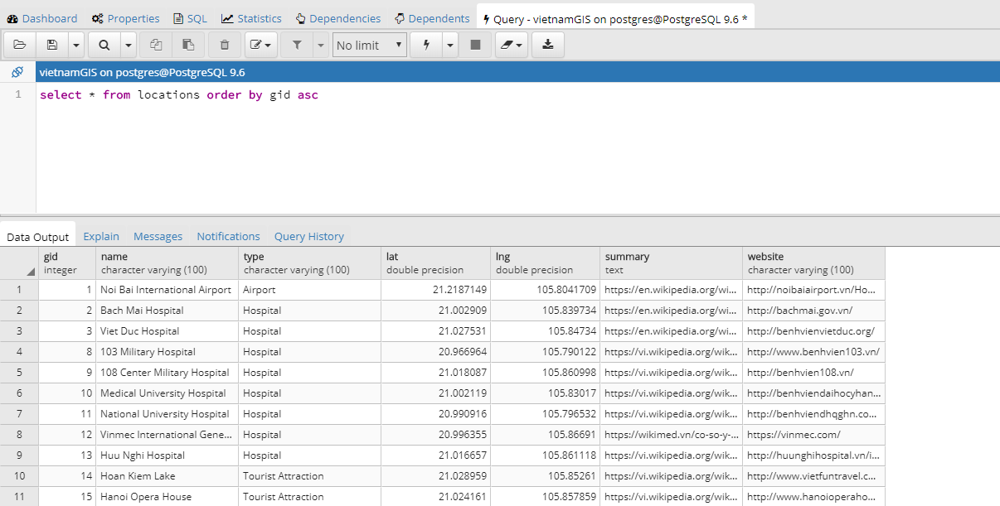 Dashboard Properties SQL Statistics Dependencies Dependents Query - vietnamGIS on postgres@PostgreSQL 9.6 *
No limit
vietnamGIS on postgres@PostgreSQL 9.6
1 select * from locations order by gid asc
Data Output Explain Messages Notifications Query History
gid name type lat lng summary website
integer character varying (100) character varying (100) double precision double precision text character varying (100)
1 1 Noi Bai International Airport Airport 21.2187149 105.8041709 https://en.wikipedia.org/wi... http://noibaiairport.vn/Ho...
2 2 Bach Mai Hospital Hospital 21.002909 105.839734 https://en.wikipedia.org/wi... http://bachmai.gov.vn/
3 3 Viet Duc Hospital Hospital 21.027531 105.84734 https://en.wikipedia.org/wi... http://benhvienvietduc.org/
4 8 103 Military Hospital Hospital 20.966964 105.790122 https://vi.wikipedia.org/wik... http://www.benhvien103.vn/
5 9 108 Center Military Hospital Hospital 21.018087 105.860998 https://vi.wikipedia.org/wik... http://benhvien108.vn/
6 10 Medical University Hospital Hospital 21.002119 105.83017 https://vi.wikipedia.org/wik... http://benhviendaihocyhan...
7 11 National University Hospital Hospital 20.990916 105.796532 https://vi.wikipedia.org/wik... http://benhviendhqghn.co...
8 12 Vinmec International Gene... Hospital 20.996355 105.86691 https://wikimed.vn/co-so-y-... https://vinmec.com/
9 13 Huu Nghi Hospital Hospital 21.016657 105.861118 https://vi.wikipedia.org/wik... http://huunghihospital.vn/i...
10 14 Hoan Kiem Lake Tourist Attraction 21.028959 105.85261 https://vi.wikipedia.org/wik... http://www.vietfuntravel.c...
11 15 Hanoi Opera House Tourist Attraction 21.024161 105.857859 https://vi.wikipedia.org/wik... http://www.hanoioperaho...